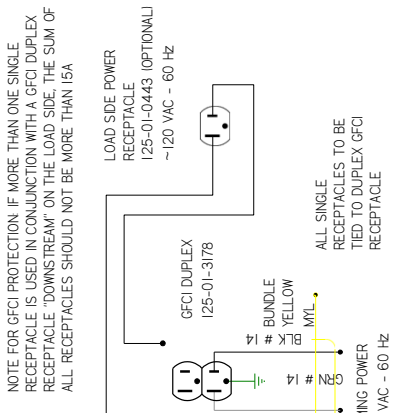 NOTE FOR GFCI PROTECTION: IF MORE THAN ONE SINGLE
RECEPTACLE IS USED IN CONJUNCTION WITH A GFCI DUPLEX
RECEPTACLE "DOWNSTREAM" ON THE LOAD SIDE, THE SUM OF
ALL RECEPTACLES SHOULD NOT BE MORE THAN 15A
LOAD SIDE POWER
RECEPTACLE
125-01-0443 (OPTIONAL)
~120 VAC - 60 Hz
GFCI DUPLEX
125-01-3178
ALL SINGLE
RECEPTACLES TO BE
TIED TO DUPLEX GFCI
RECEPTACLE
BUNDLE
YELLOW
MYL
BLK # 14
GRN # 14
MING POWER
VAC - 60 Hz